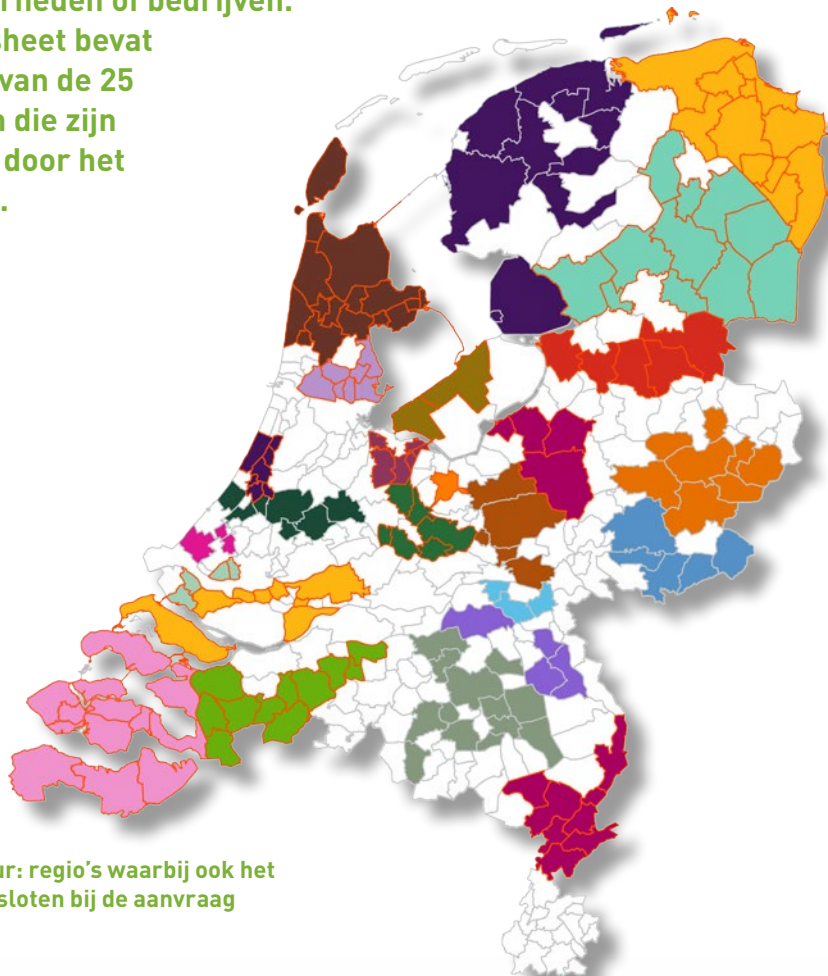 heden of bedrijven.
sheet bevat
van de 25
die zijn
door het
ur: regio's waarbij ook het
sloten bij de aanvraag